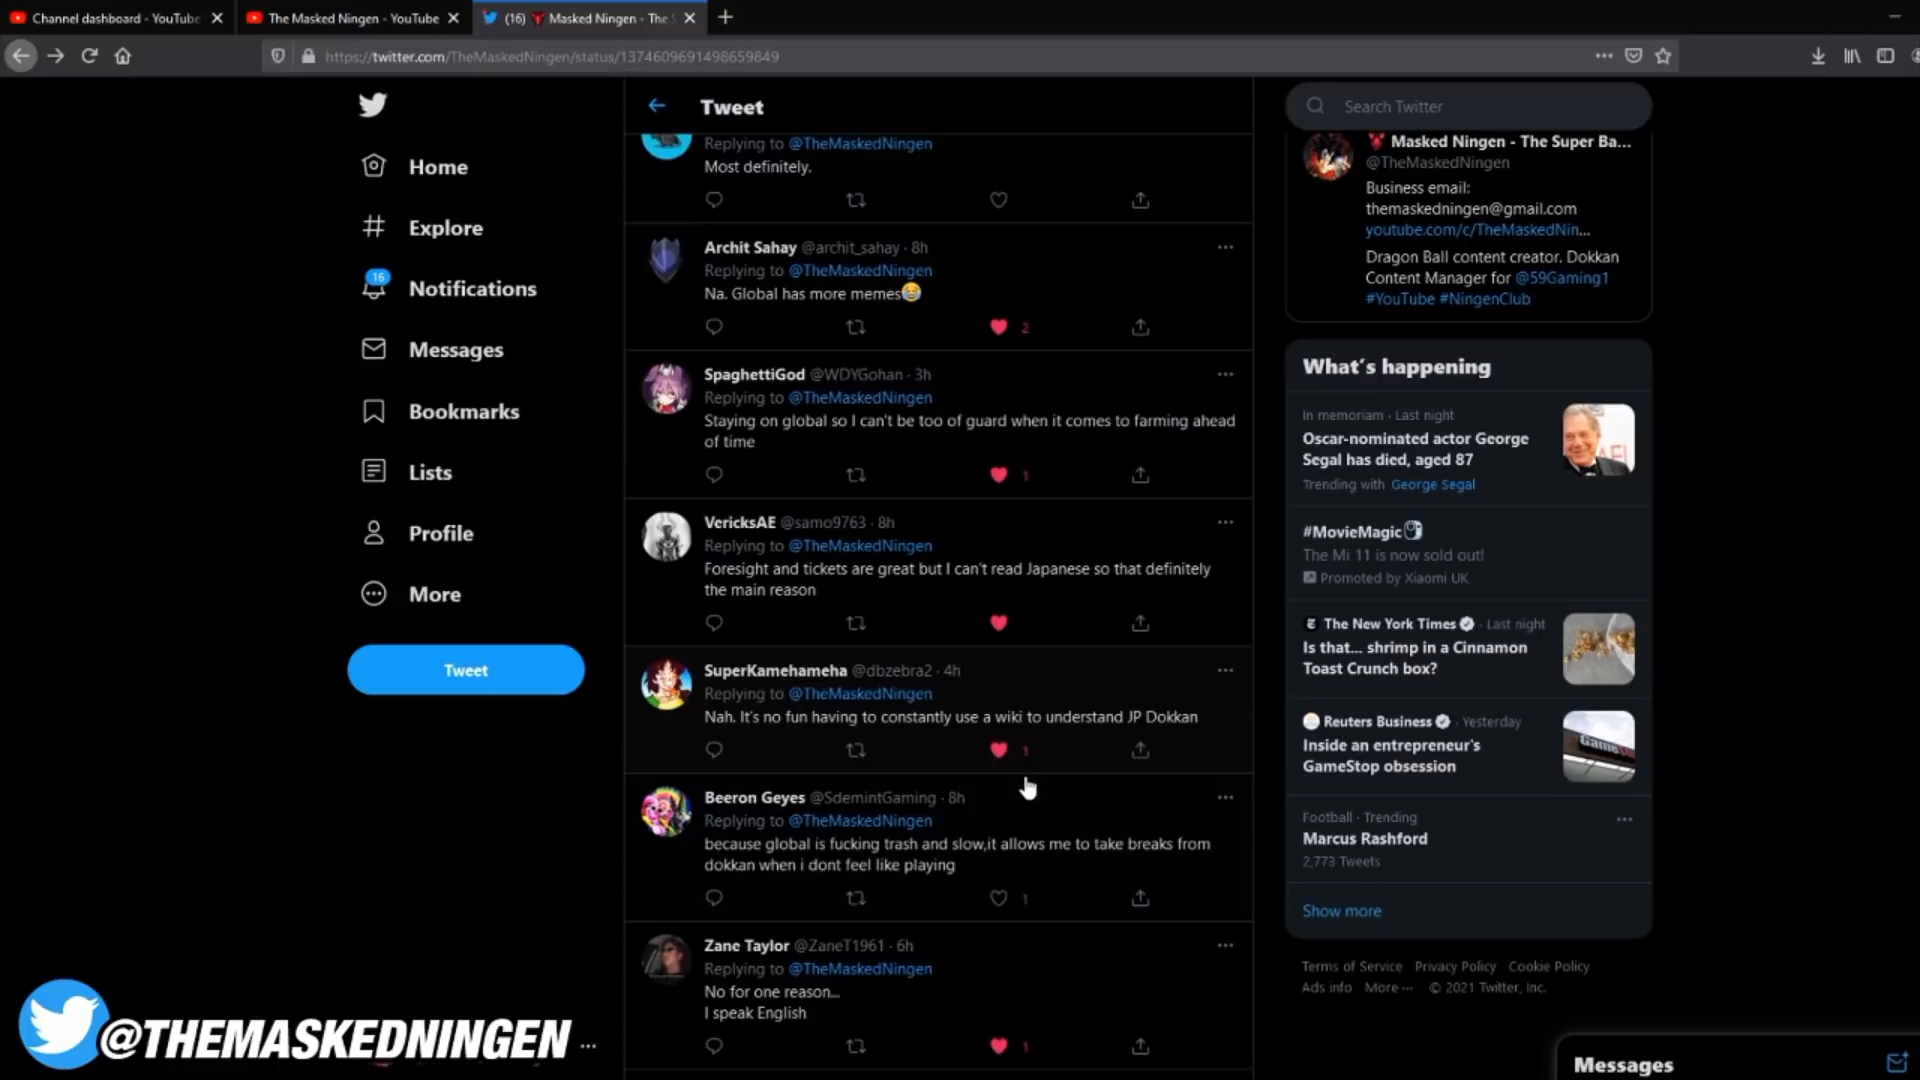 Channel dashboard - YouTube
The Masked Ningen - YouTube
(16) Masked Ningen - The S
https://twitter.com/TheMaskedNingen/status/1374609691498659849
Home
Explore
16
Notifications
Messages
Bookmarks
Lists
Profile
More
Tweet
Tweet
Replying to @TheMaskedNingen
Most definitely.
Archit Sahay @archit_sahay · 8h
Replying to @TheMaskedNingen
Na. Global has more memes😂
2
SpaghettiGod @WDYGohan · 3h
Replying to @TheMaskedNingen
Staying on global so I can't be too of guard when it comes to farming ahead
of time
1
VericksAE @samo9763 · 8h
Replying to @TheMaskedNingen
Foresight and tickets are great but I can't read Japanese so that definitely
the main reason
SuperKamehameha @dbzebra2 · 4h
Replying to @TheMaskedNingen
Nah. It's no fun having to constantly use a wiki to understand JP Dokkan
1
Beeron Geyes @SdemintGaming · 8h
Replying to @TheMaskedNingen
because global is fucking trash and slow,it allows me to take breaks from
dokkan when i dont feel like playing
1
Zane Taylor @ZaneT1961 · 6h
Replying to @TheMaskedNingen
No for one reason...
I speak English
1
Search Twitter
Masked Ningen - The Super Ba...
@TheMaskedNingen
Business email:
themaskedningen@gmail.com
youtube.com/c/TheMaskedNin...
Dragon Ball content creator. Dokkan
Content Manager for @59Gaming1
#YouTube #NingenClub
What's happening
In memoriam · Last night
Oscar-nominated actor George
Segal has died, aged 87
Trending with George Segal
#MovieMagic
The Mi 11 is now sold out!
Promoted by Xiaomi UK
The New York Times · Last night
Is that... shrimp in a Cinnamon
Toast Crunch box?
Reuters Business · Yesterday
Inside an entrepreneur's
GameStop obsession
Football · Trending
Marcus Rashford
2,773 Tweets
Show more
Terms of Service Privacy Policy Cookie Policy
Ads info More ··· © 2021 Twitter, Inc.
Messages
@THEMASKEDNINGEN